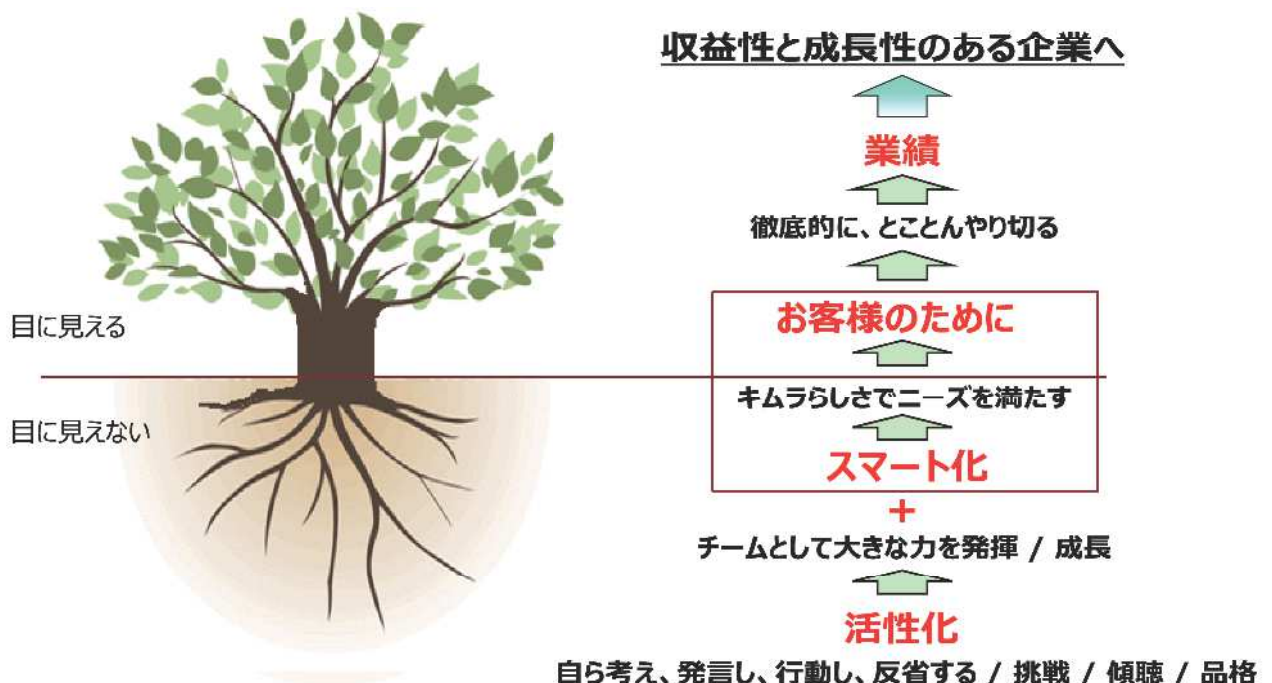 収益性と成長性のある企業へ
業績
徹底的に、とことんやり切る
お客様のために
目に見える
キムラらしさでニーズを満たす
目に見えない
スマート化
+
チームとして大きな力を発揮 / 成長
活性化
自ら考え、発言し、行動し、反省する / 挑戦 / 傾聴 / 品格